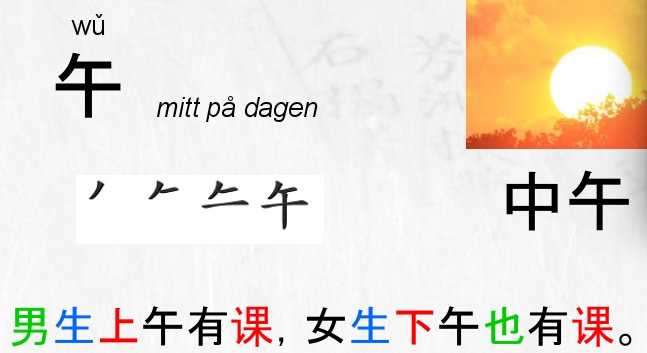 wǔ
午
mitt på dagen
丿 𠂉 𠂒 午
中午
男生上午有课，女生下午也有课。